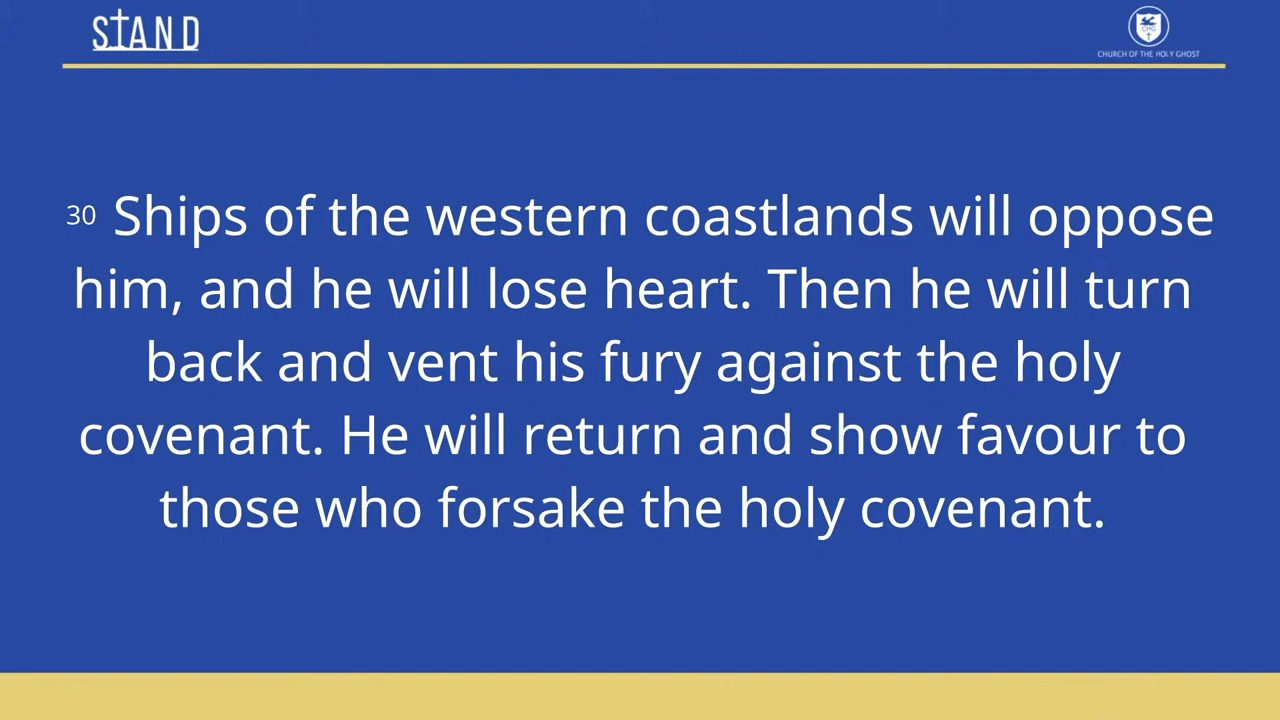 STAND
CHG
CHURCH OF THE HOLY GHOST
30 Ships of the western coastlands will oppose
him, and he will lose heart. Then he will turn
back and vent his fury against the holy
covenant. He will return and show favour to
those who forsake the holy covenant.